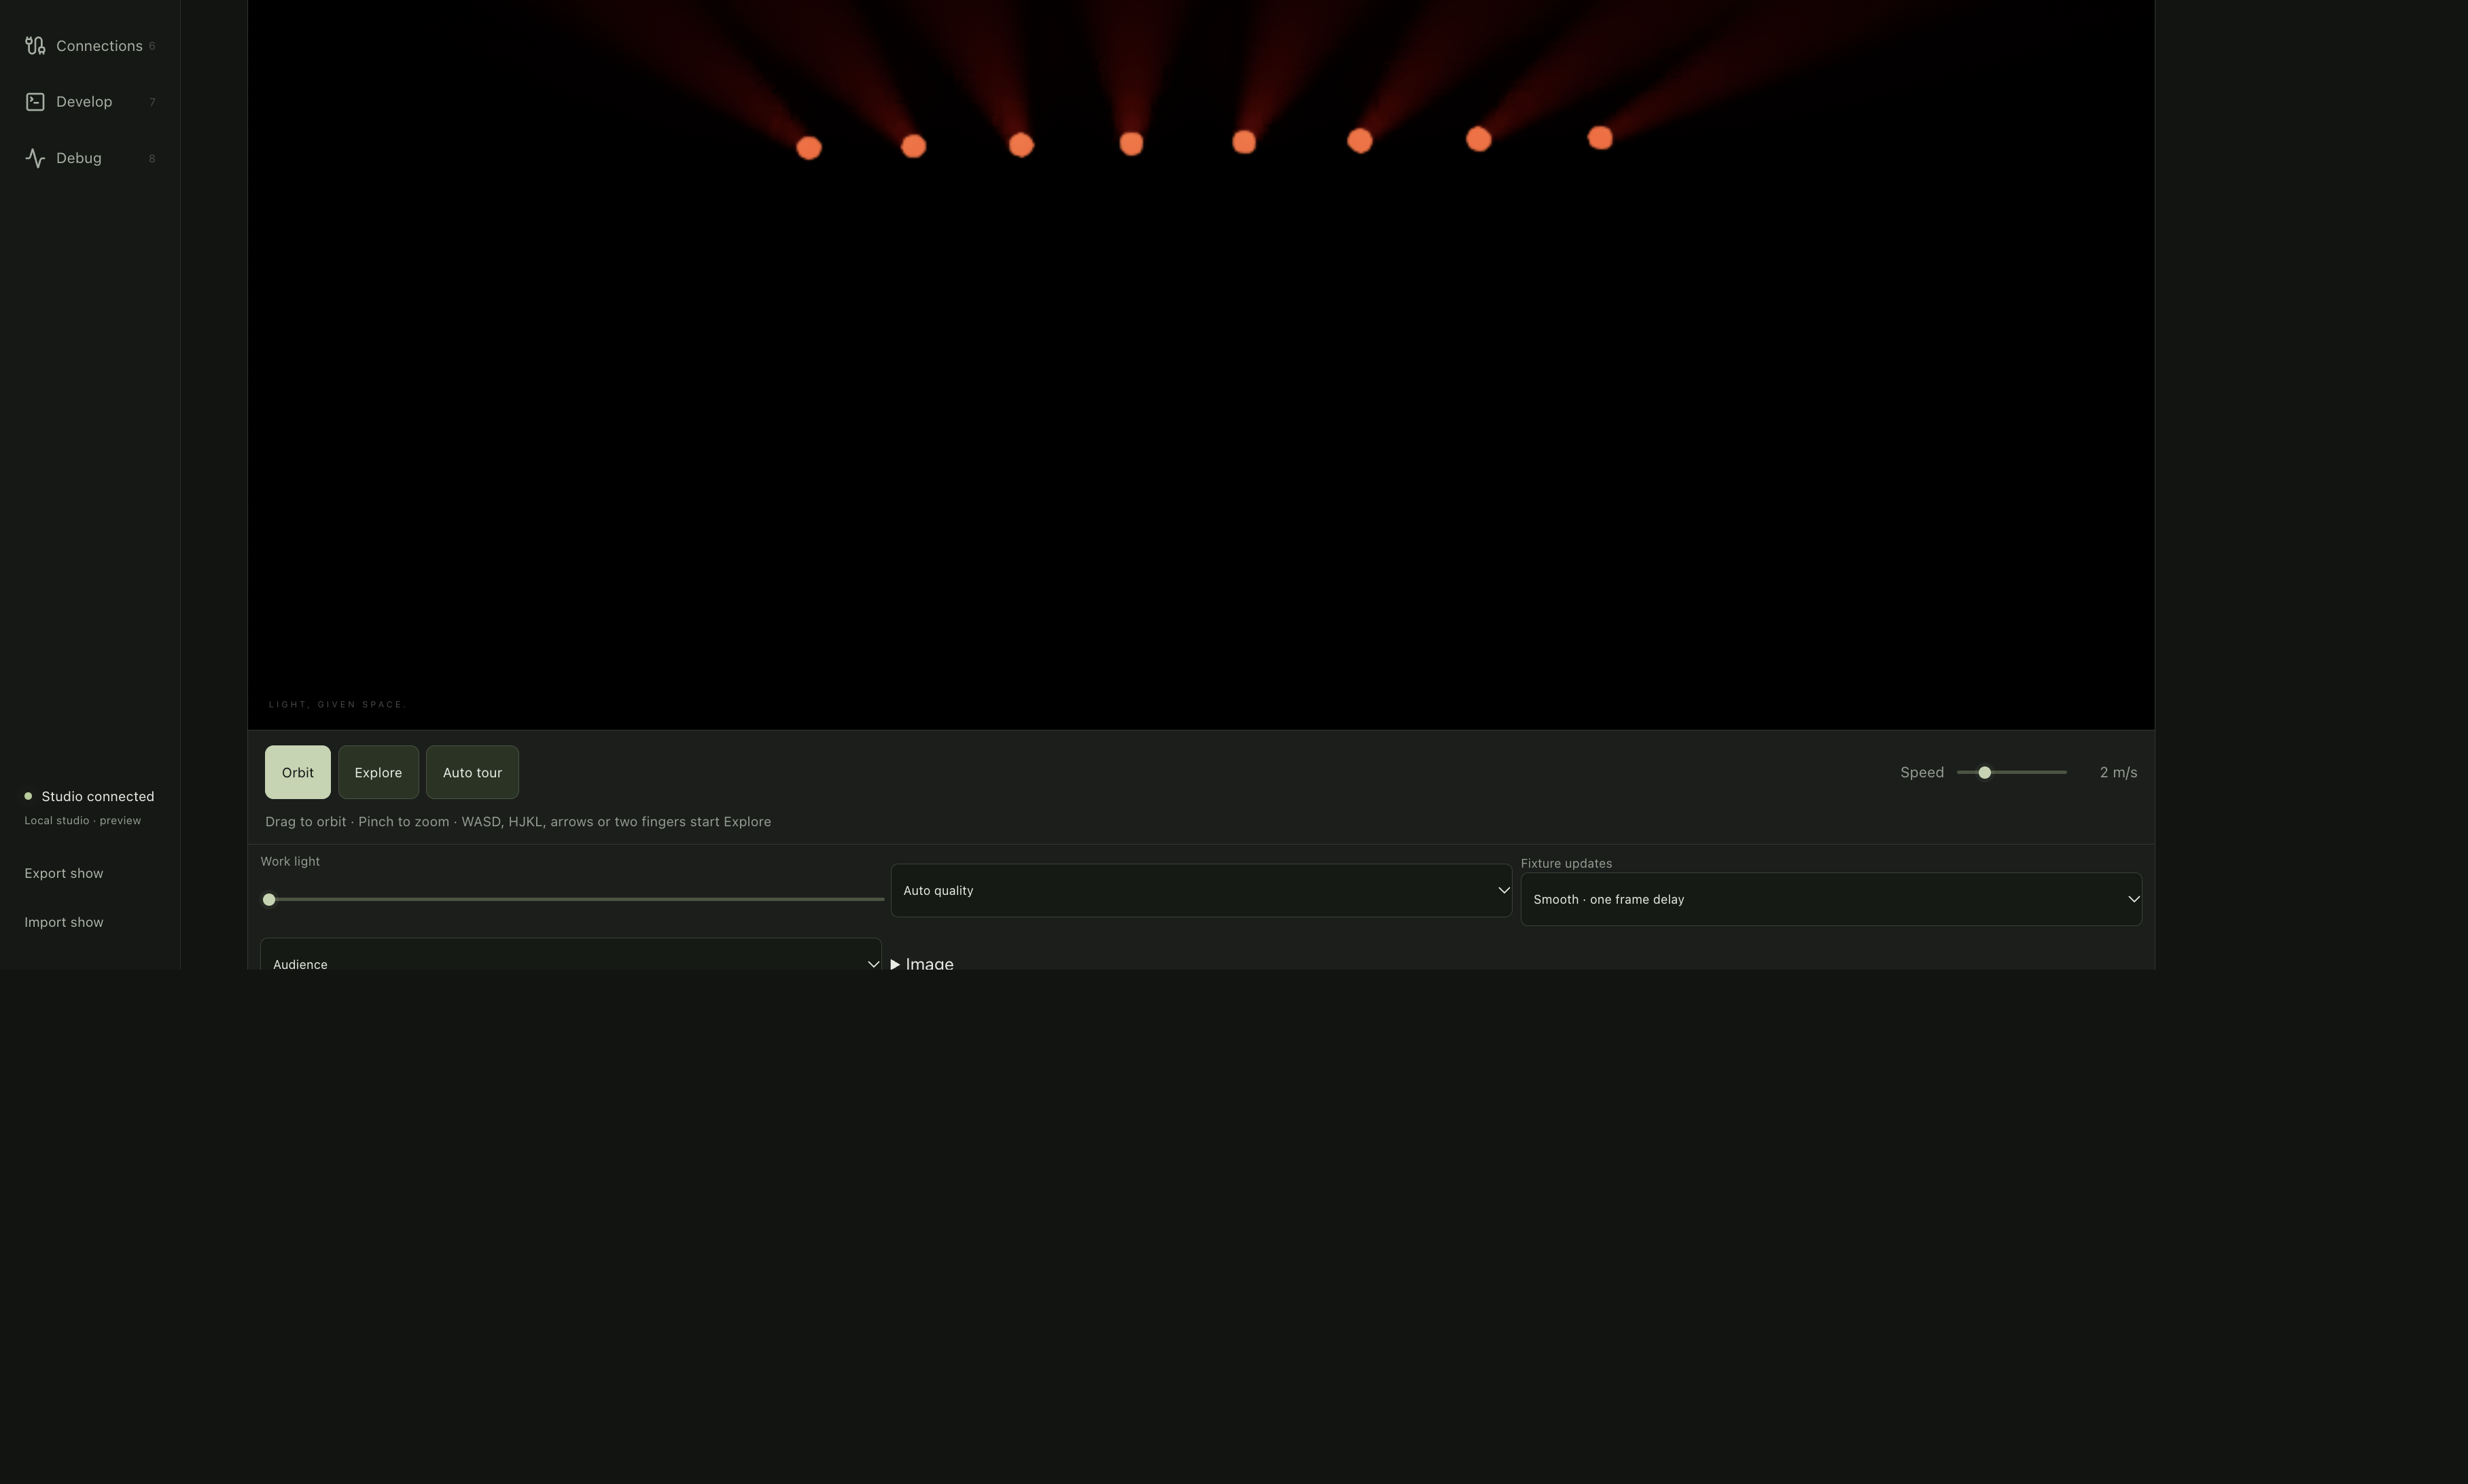 Connections 6
Develop 7
Debug 8
LIGHT, GIVEN SPACE.
Orbit Explore Auto tour Speed 2 m/s
Drag to orbit · Pinch to zoom · WASD, HJKL, arrows or two fingers start Explore
Studio connected
Local studio · preview
Export show
Import show
Work light
Auto quality
Fixture updates
Smooth · one frame delay
Audience
Image